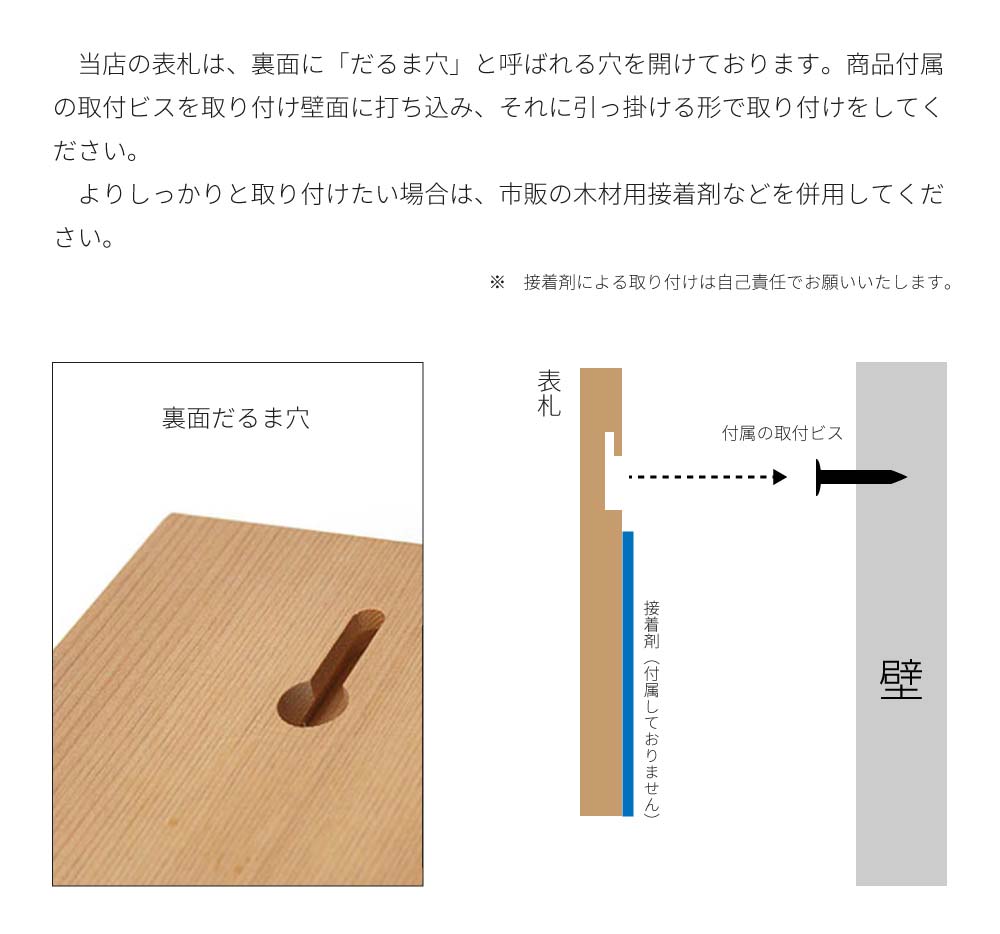 当店の表札は、裏面に「だるま穴」と呼ばれる穴を開けております。商品付属
の取付ビスを取り付け壁面に打ち込み、それに引っ掛ける形で取り付けをしてく
ださい。
よりしっかりと取り付けたい場合は、市販の木材用接着剤などを併用してくだ
さい。
※　接着剤による取り付けは自己責任でお願いいたします。
裏面だるま穴
表札
付属の取付ビス
接着剤（付属しておりません）
壁